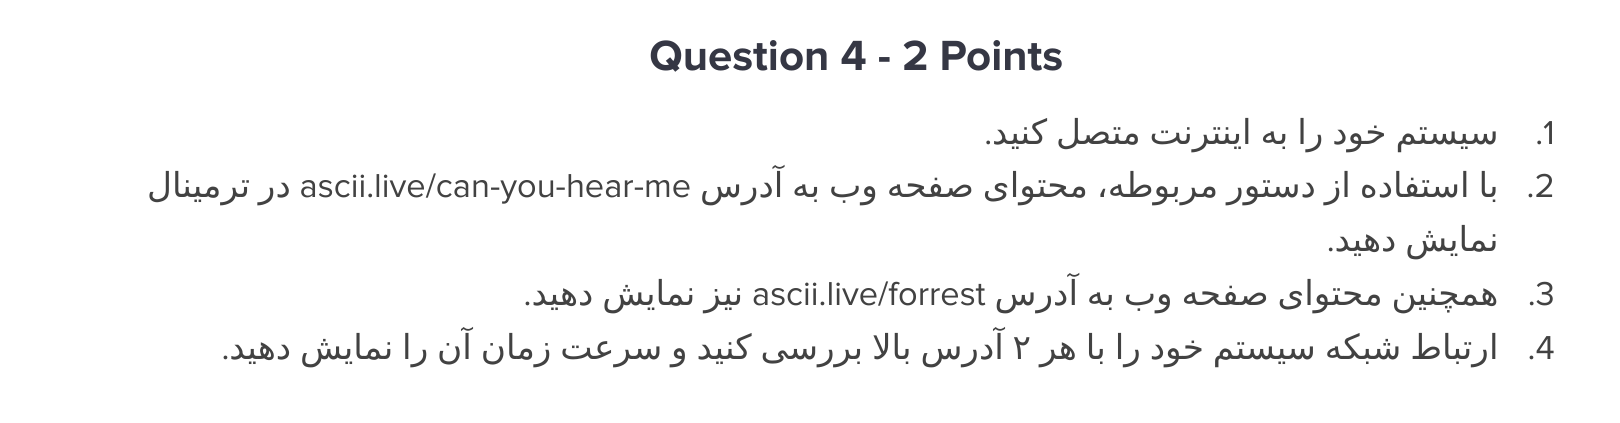 Question 4 - 2 Points
1. سیستم خود را به اینترنت متصل کنید.
2. با استفاده از دستور مربوطه، محتوای صفحه وب به آدرس ascii.live/can-you-hear-me در ترمینال
نمایش دهید.
3. همچنین محتوای صفحه وب به آدرس ascii.live/forrest نیز نمایش دهید.
4. ارتباط شبکه سیستم خود را با هر ۲ آدرس بالا بررسی کنید و سرعت زمان آن را نمایش دهید.